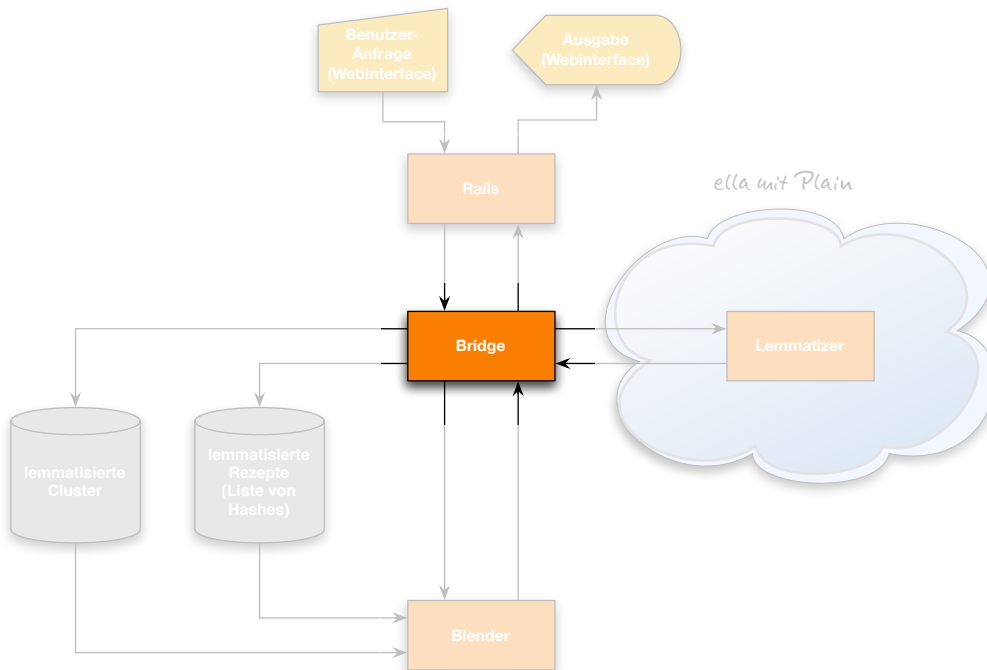 Benutzer-
Anfrage
(Webinterface)
Ausgabe
(Webinterface)
Rails
ella mit Plain
Bridge
Lemmatizer
lemmatisierte
Cluster
lemmatisierte
Rezepte
(Liste von
Hashes)
Blender